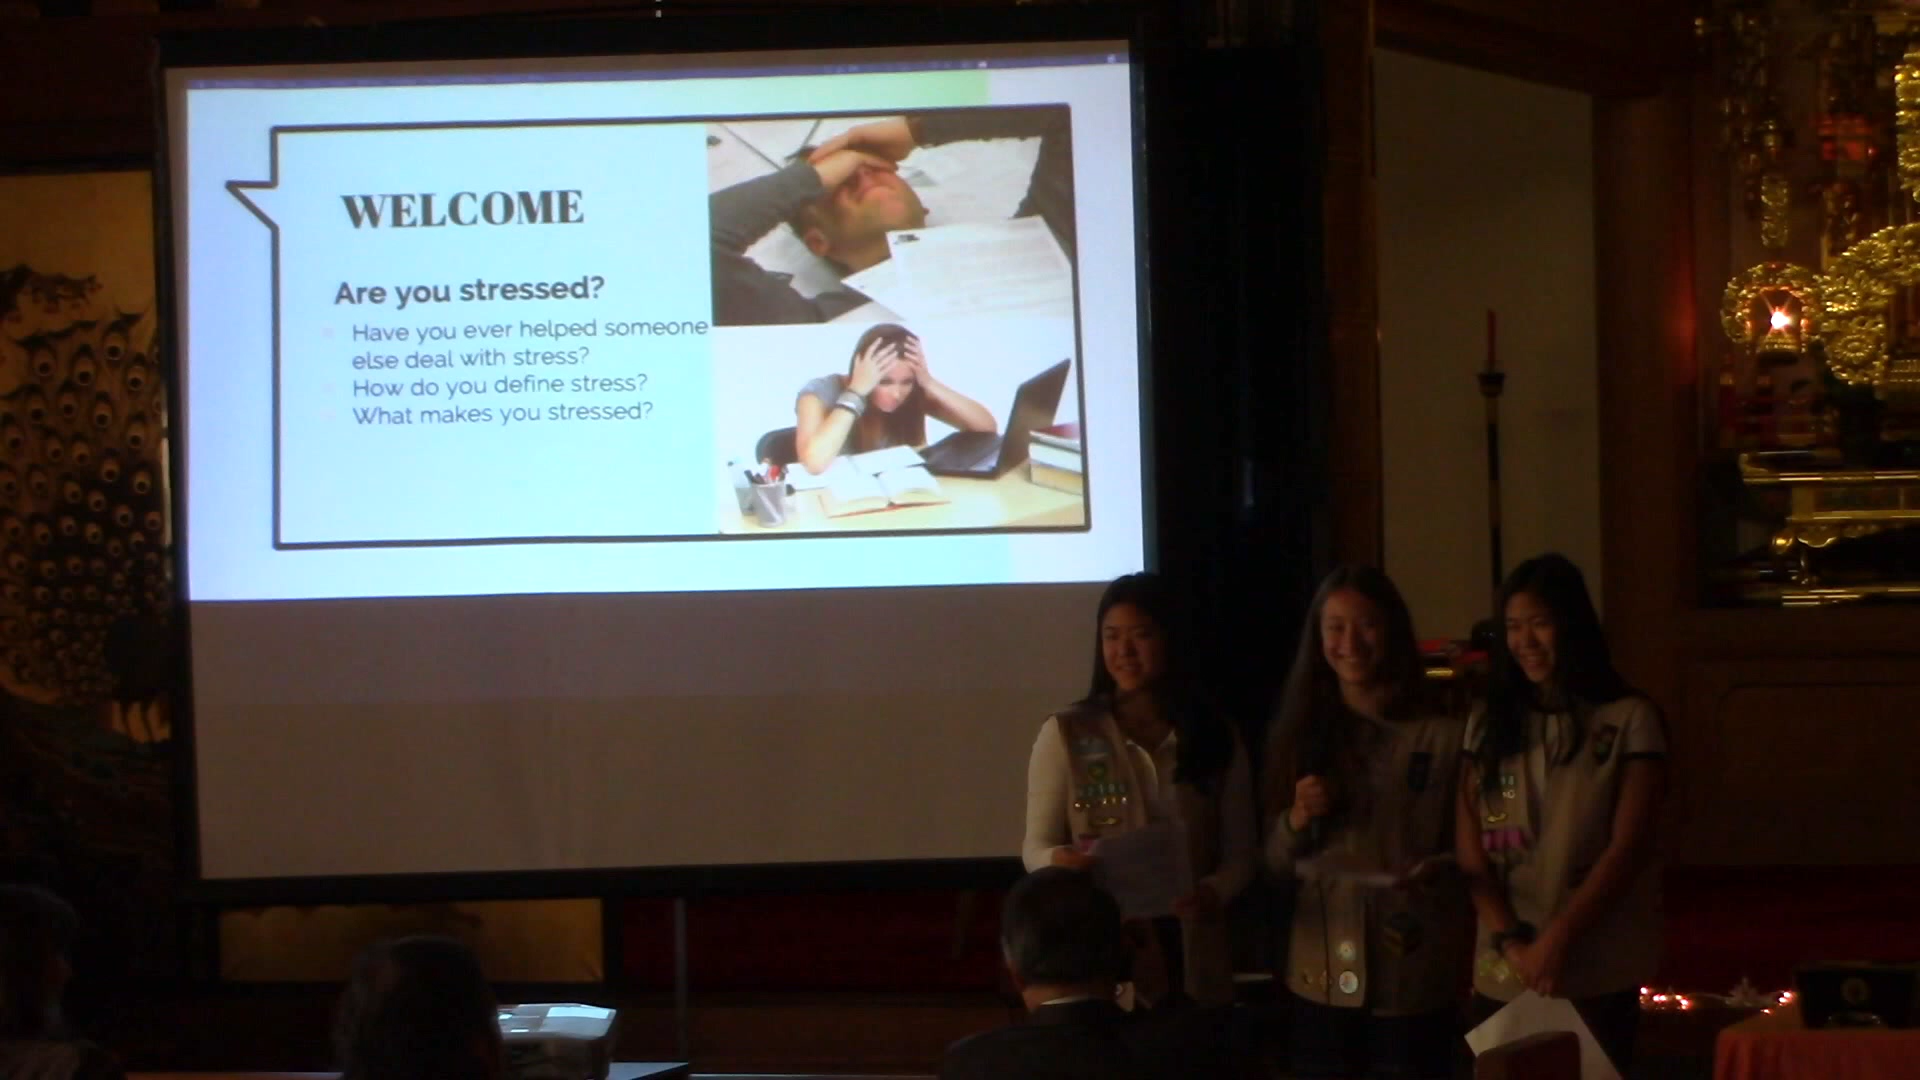 WELCOME
Are you stressed?
Have you ever helped someone
else deal with stress?
How do you define stress?
What makes you stressed?